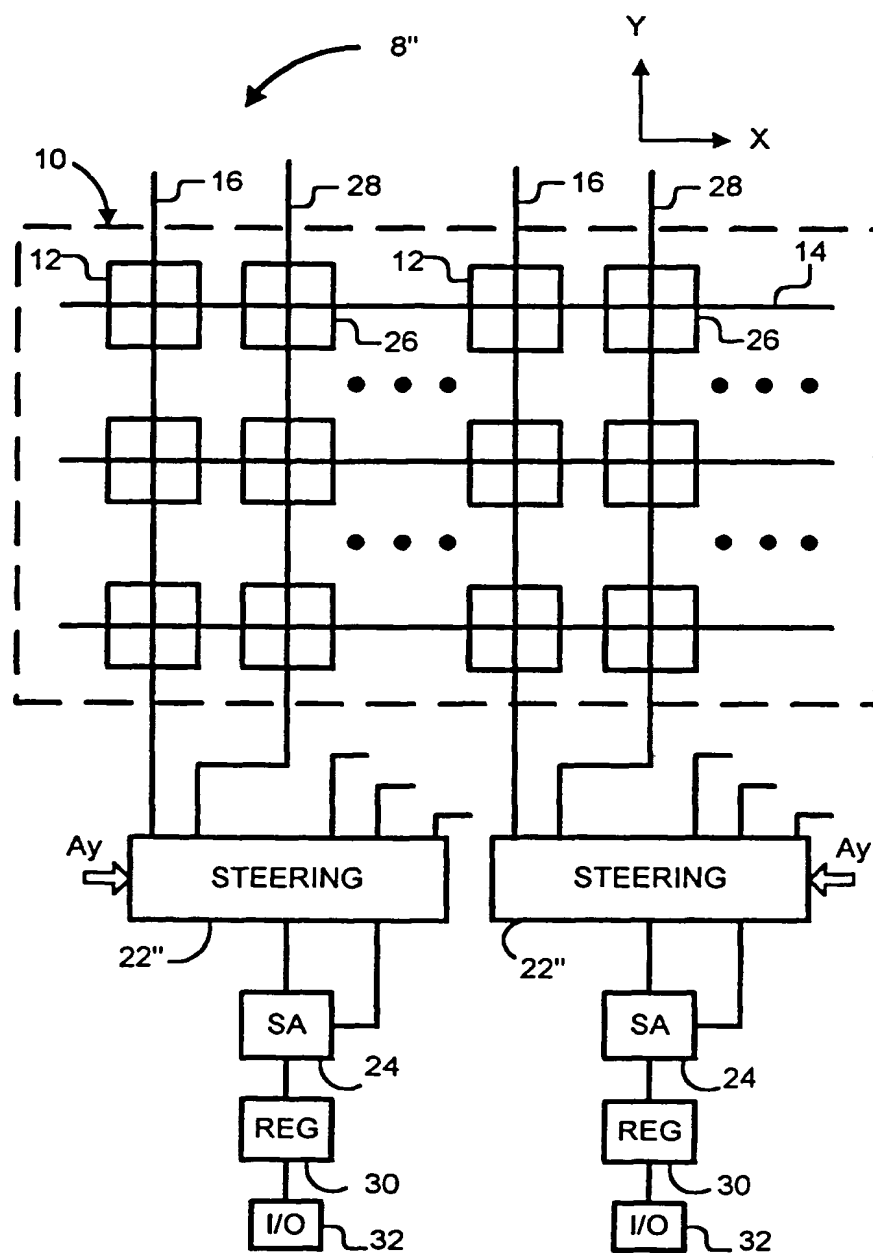 Y
8"
X
10
16
28
16
28
12
12
14
26
26
Ay
STEERING
STEERING
Ay
22"
22"
SA
SA
24
24
REG
REG
30
30
I/O
I/O
32
32